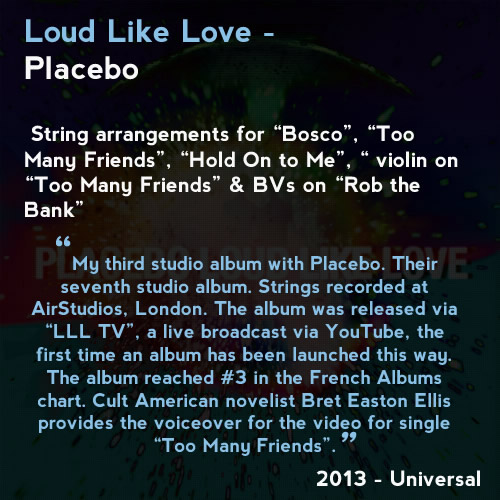 Loud Like Love -
Placebo
String arrangements for “Bosco”, “Too
Many Friends”, “Hold On to Me”, “ violin on
“Too Many Friends” & BVs on “Rob the
Bank”
PLACEBO LOUD LIKE LOVE
“ My third studio album with Placebo. Their
seventh studio album. Strings recorded at
AirStudios, London. The album was released via
“LLL TV”, a live broadcast via YouTube, the
first time an album has been launched this way.
The album reached #3 in the French Albums
chart. Cult American novelist Bret Easton Ellis
provides the voiceover for the video for single
“Too Many Friends”. ”
2013 - Universal